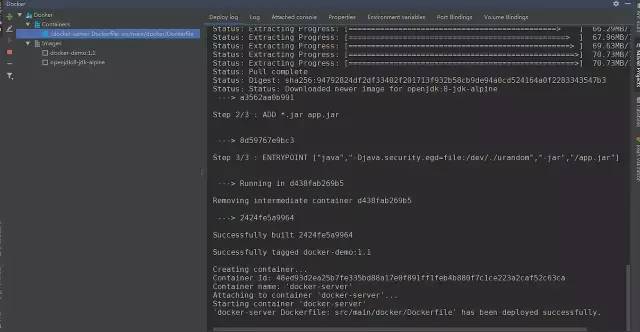 Docker
Docker
Containers
/docker-server Dockerfile: src/main/docker/Dockerfile
Images
docker-demo:1.1
openjdk:8-jdk-alpine
Deploy log
Log
Attached console
Properties
Environment variables
Port Bindings
Volume Bindings
Status: Extracting Progress: [ > ] 66.29MB/
Status: Extracting Progress: [ > ] 67.96MB/
Status: Extracting Progress: [ > ] 69.63MB/
Status: Extracting Progress: [ > ] 70.73MB/
Status: Extracting Progress: [ > ] 70.73MB/
Status: Pull complete
Status: Digest:
Status: Status: Downloaded newer image for openjdk:8-jdk-alpine
---> a3562aa0b991
Step 2/3 : ADD *.jar app.jar
---> 8d59767e9bc3
Step 3/3 : ENTRYPOINT ["java","-Djava.security.egd=file:/dev/./urandom","-jar","/app.jar"]
---> Running in d438fab269b5
Removing intermediate container d438fab269b5
---> 2424fe5a9964
Successfully built 2424fe5a9964
Successfully tagged docker-demo:1.1
Creating container...
Container Id:
Container name: 'docker-server'
Attaching to container 'docker-server'...
Starting container 'docker-server'
'docker-server Dockerfile: src/main/docker/Dockerfile' has been deployed successfully.